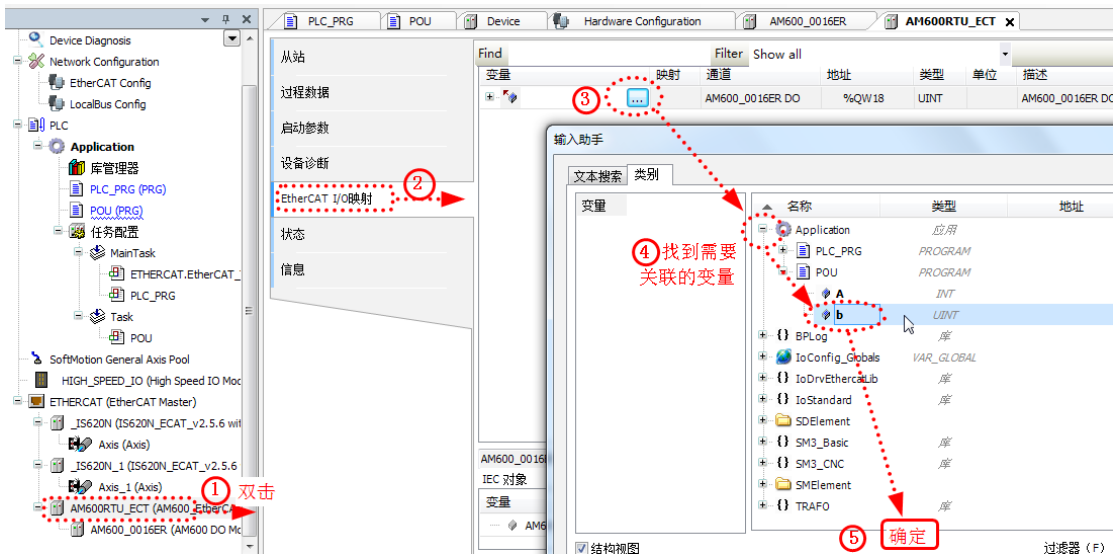 PLC_PRG
POU
Device
Hardware Configuration
AM600_0016ER
AM600RTU_ECT
Device Diagnosis
Network Configuration
EtherCAT Config
LocalBus Config
PLC
Application
库管理器
PLC_PRG (PRG)
POU (PRG)
任务配置
MainTask
ETHERCAT.EtherCAT_
PLC_PRG
Task
POU
SoftMotion General Axis Pool
HIGH_SPEED_IO (High Speed IO Moc
ETHERCAT (EtherCAT Master)
_IS620N (IS620N_ECAT_v2.5.6 wit
Axis (Axis)
_IS620N_1 (IS620N_ECAT_v2.5.6
Axis_1 (Axis)
① 双击
AM600RTU_ECT (AM600_EtherCA
AM600_0016ER (AM600 DO Mc
从站
过程数据
启动参数
设备诊断
②
EtherCAT I/O映射
状态
信息
Find
Filter Show all
变量 映射 通道 地址 类型 单位 描述
③ ... AM600_0016ER DO %QW18 UINT AM600_0016ER DO
输入助手
文本搜索 类别
变量
名称 类型 地址
Application 应用
PLC_PRG PROGRAM
POU PROGRAM
A INT
b UINT
BPLog 库
IoConfig_Globals VAR_GLOBAL
IoDrvEthercatLib 库
IoStandard 库
SDElement
SM3_Basic 库
SM3_CNC 库
SMElement
TRAFO 库
④找到需要
关联的变量
⑤ 确定
AM600_0016
IEC 对象
变量
AM6
结构视图
过滤器（F）